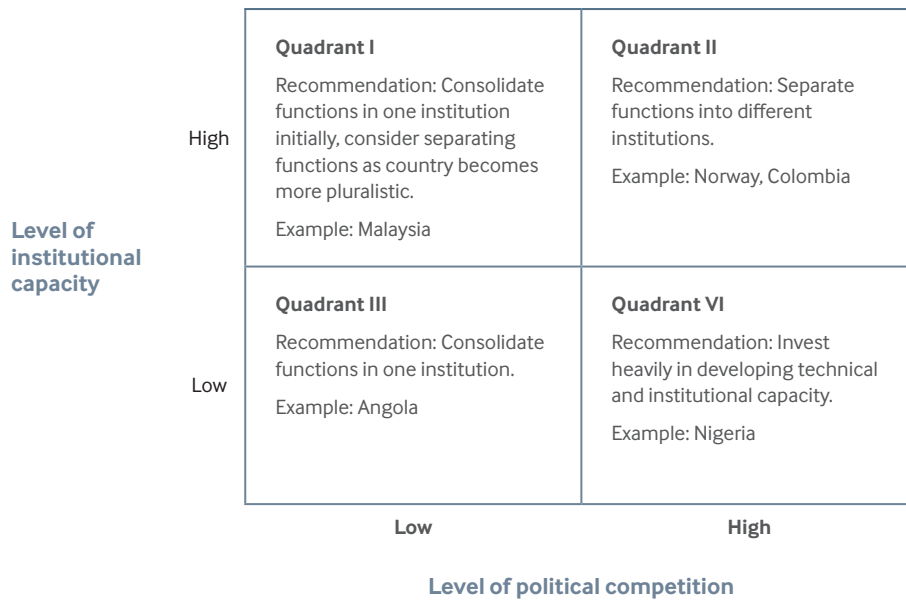 Quadrant I
Recommendation: Consolidate
functions in one institution
initially, consider separating
functions as country becomes
more pluralistic.
Example: Malaysia
Quadrant II
Recommendation: Separate
functions into different
institutions.
Example: Norway, Colombia
High
Level of
institutional
capacity
Quadrant III
Recommendation: Consolidate
functions in one institution.
Example: Angola
Quadrant VI
Recommendation: Invest
heavily in developing technical
and institutional capacity.
Example: Nigeria
Low
Low
High
Level of political competition